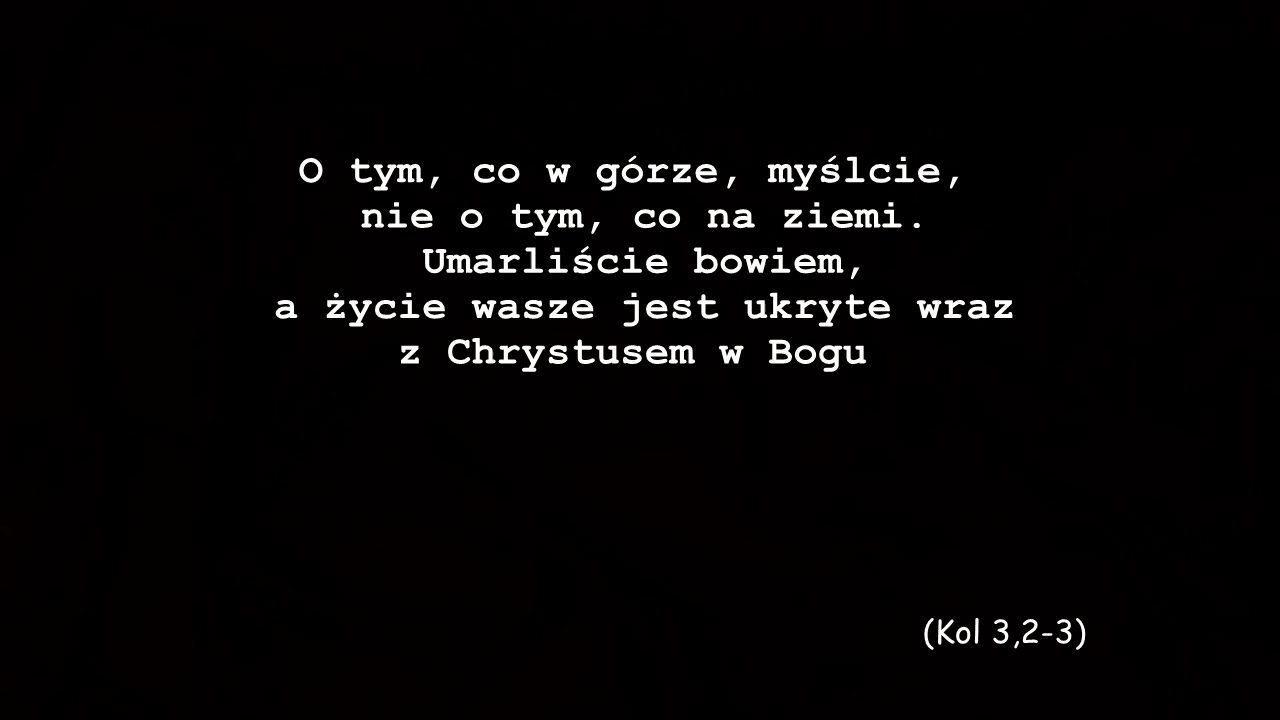 O tym, co w górze, myślcie,
nie o tym, co na ziemi.
Umarliście bowiem,
a życie wasze jest ukryte wraz
z Chrystusem w Bogu
(Kol 3,2-3)